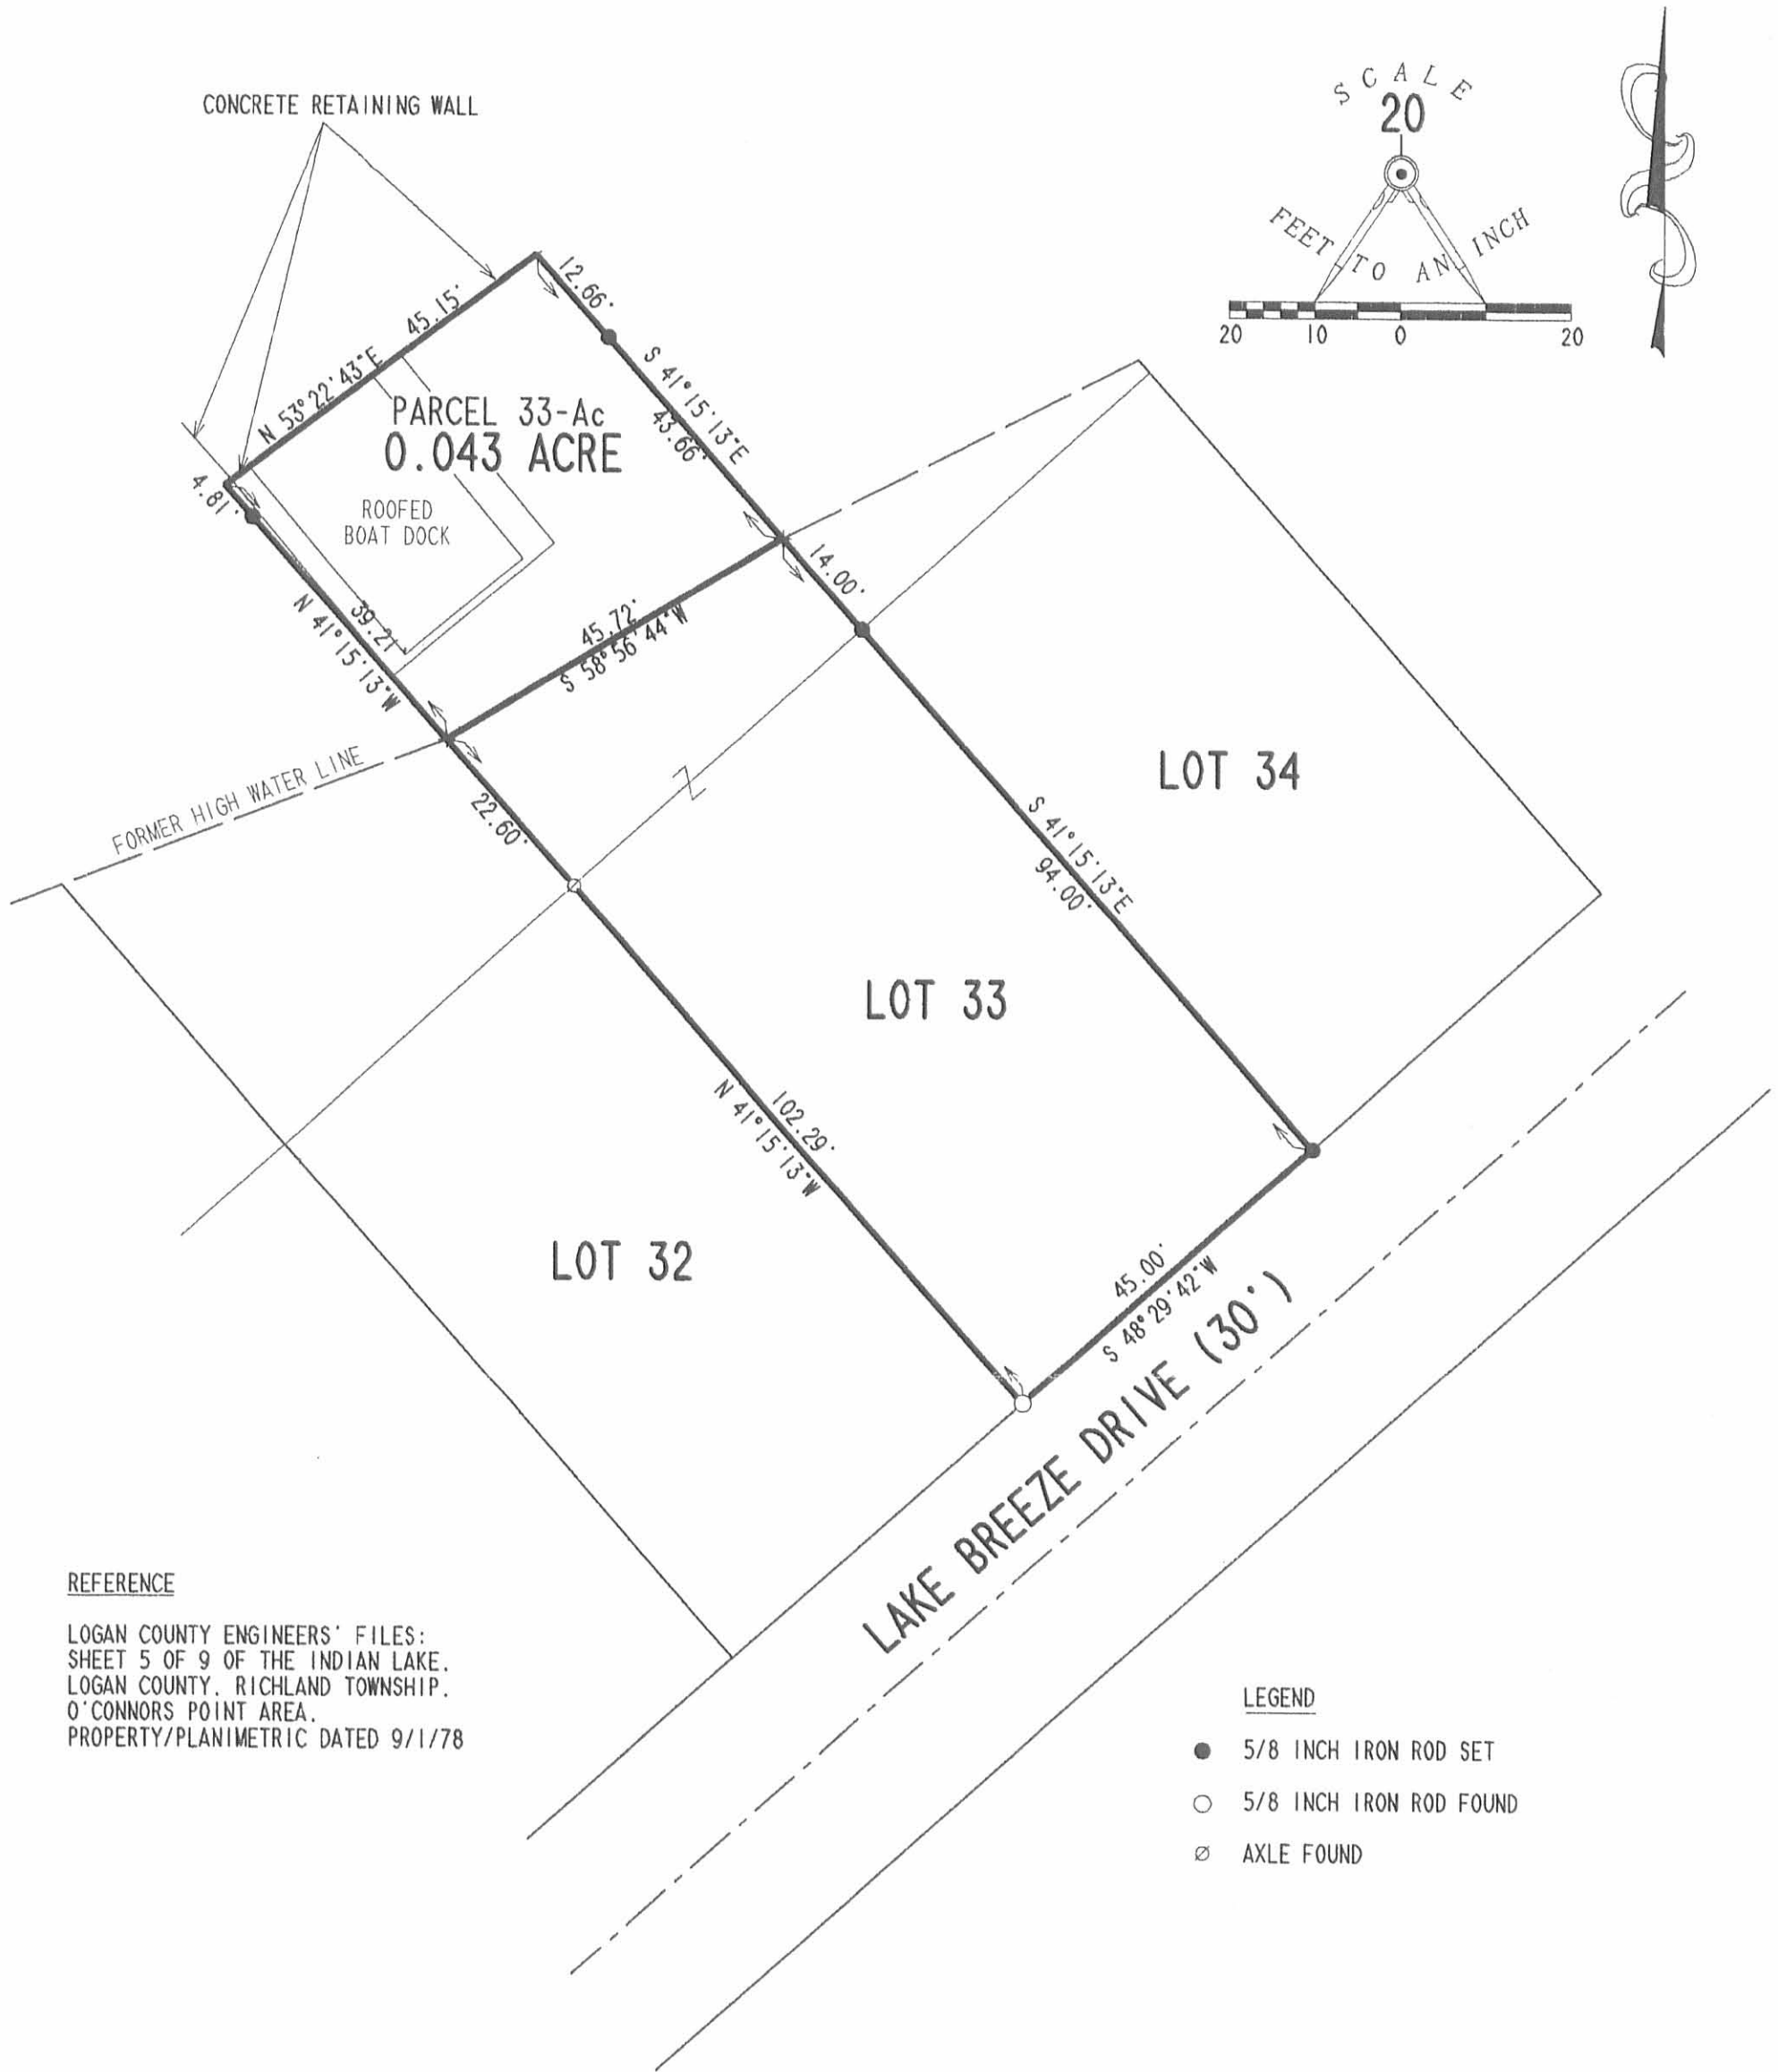 CONCRETE RETAINING WALL
SCALE
20
FEET TO AN INCH
20 10 0 20
12.66'
45.15'
N 53°22'43"E
S 41°15'13"E
43.66'
PARCEL 33-Ac
0.043 ACRE
4.81'
ROOFED
BOAT DOCK
14.00'
39.21
N 41°15'13"W
45.72'
S 58°56'44"W
FORMER HIGH WATER LINE
22.60'
LOT 34
S 41°15'13"E
94.00'
LOT 33
102.29'
N 41°15'13"W
LOT 32
45.00'
S 48°29'42"W
LAKE BREEZE DRIVE (30')
REFERENCE
LOGAN COUNTY ENGINEERS' FILES:
SHEET 5 OF 9 OF THE INDIAN LAKE.
LOGAN COUNTY. RICHLAND TOWNSHIP.
O'CONNORS POINT AREA.
PROPERTY/PLANIMETRIC DATED 9/1/78
LEGEND
5/8 INCH IRON ROD SET
5/8 INCH IRON ROD FOUND
AXLE FOUND